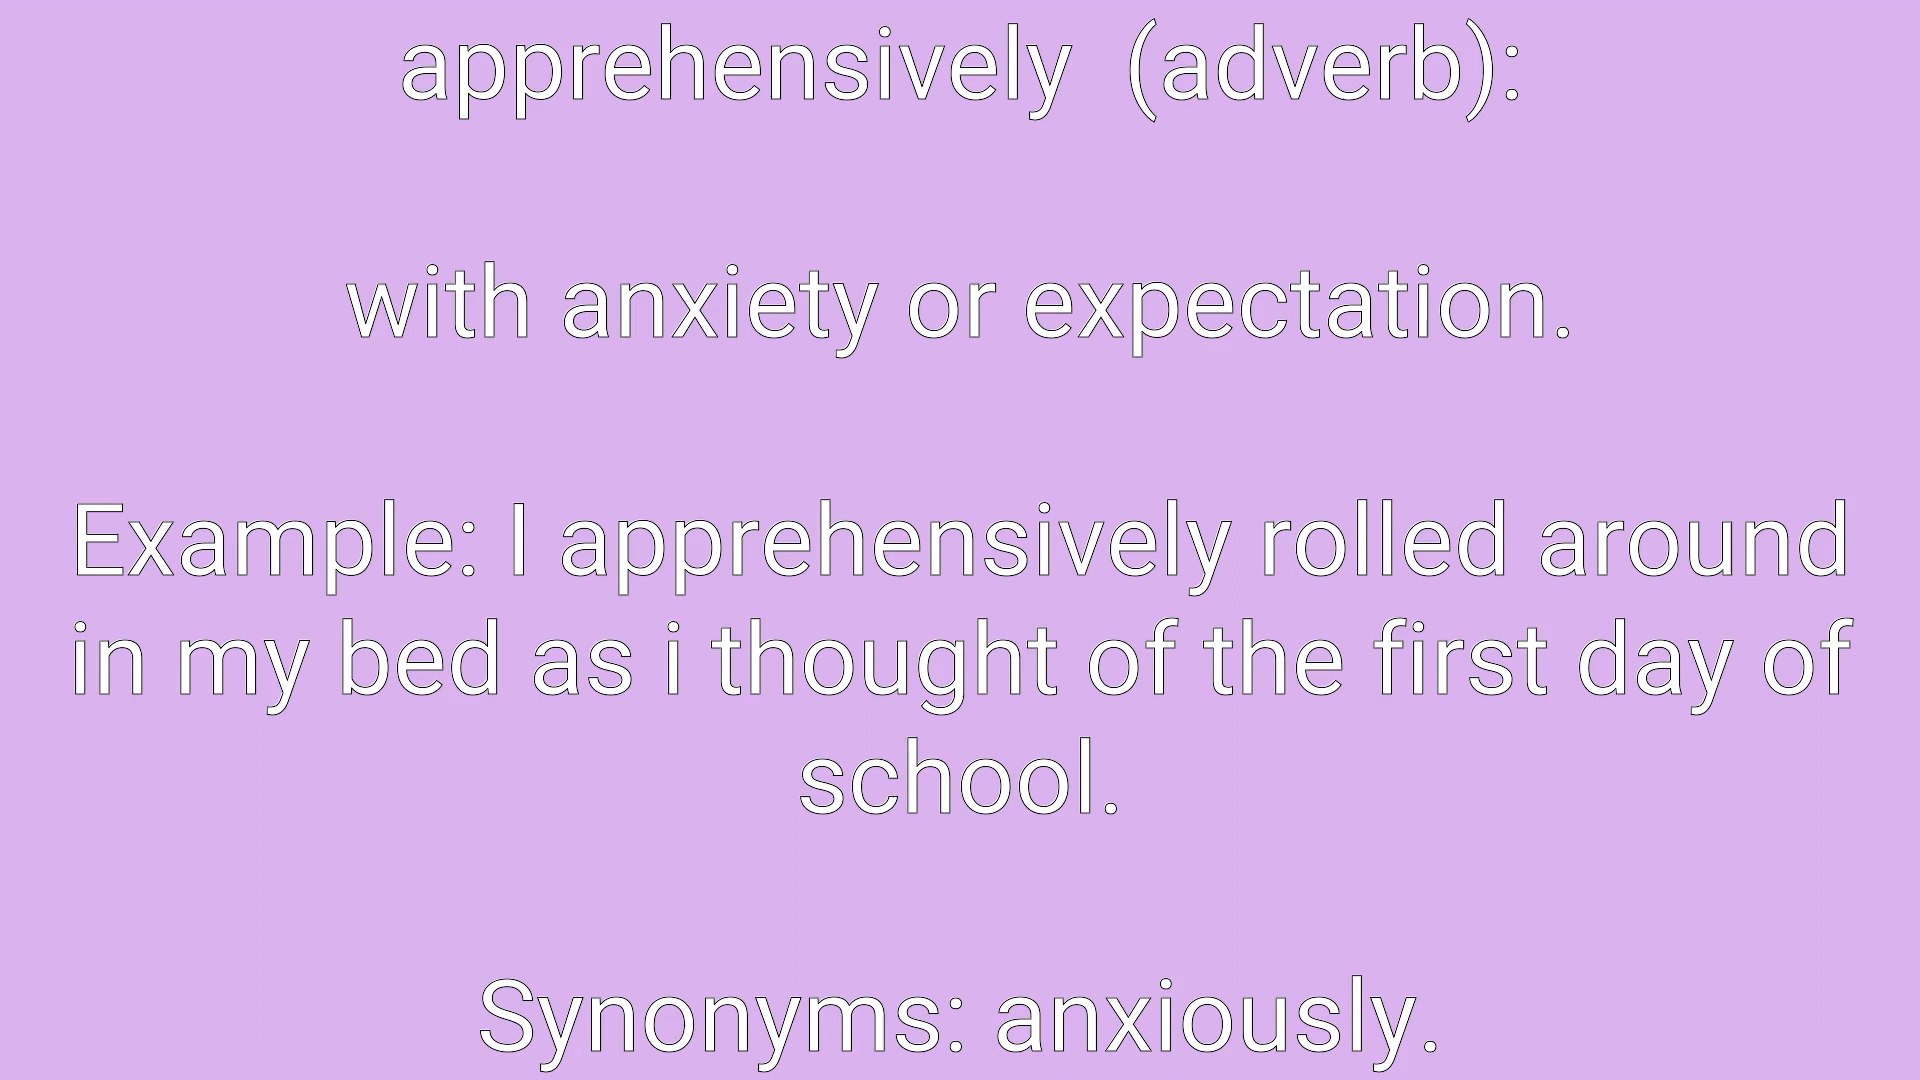 apprehensively  (adverb):
with anxiety or expectation.
Example: I apprehensively rolled around
in my bed as i thought of the first day of
school.
Synonyms: anxiously.